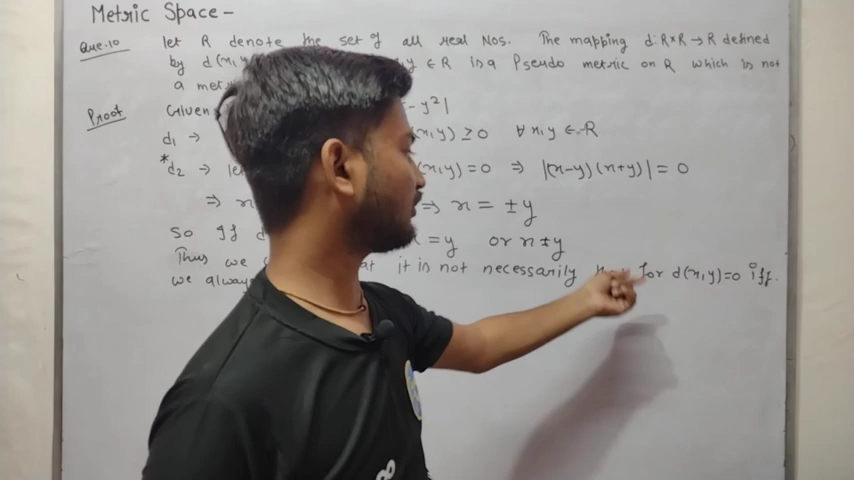 Metric Space -
Que.10 let R denote the set of all real Nos. The mapping d: R×R → R defined
by d(x,y ∈ R is a Pseudo metric on R which is not
a met
Proof Given - y²|
d₁ → (x,y) ≥ 0 ∀ x,y ∈ R
*d₂ → le (x,y) = 0 ⇒ |(x-y)(x+y)| = 0
⇒ x ⇒ x = ±y
So If d = y or x ± y
Thus we it is not necessarily for d(x,y)=0 iff.
we always